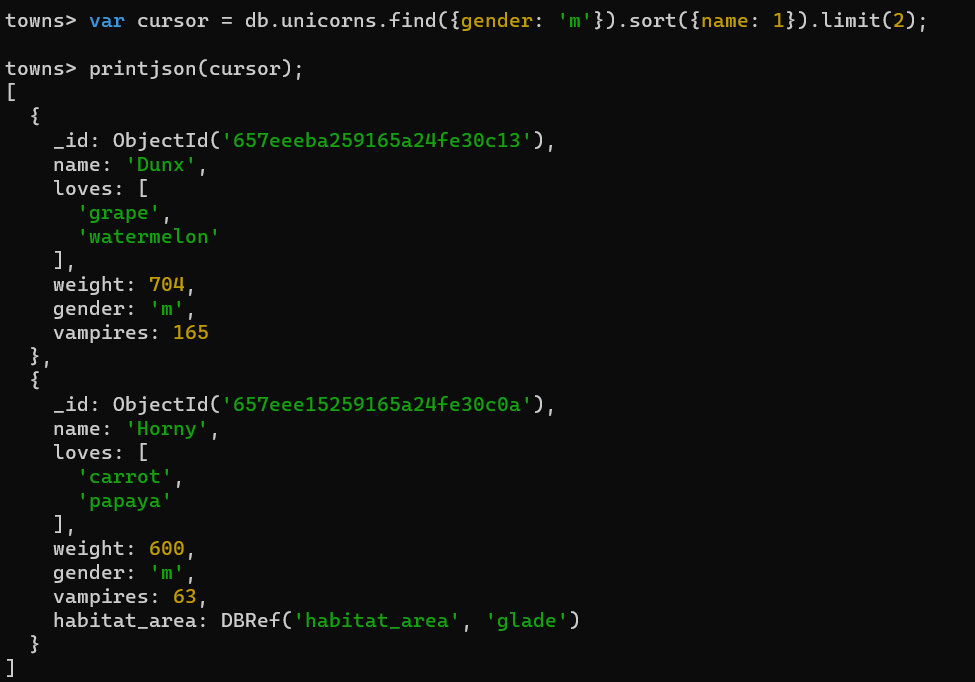 towns> var cursor = db.unicorns.find({gender: 'm'}).sort({name: 1}).limit(2);
towns> printjson(cursor);
[
  {
    _id: ObjectId('657eeeba259165a24fe30c13'),
    name: 'Dunx',
    loves: [
      'grape',
      'watermelon'
    ],
    weight: 704,
    gender: 'm',
    vampires: 165
  },
  {
    _id: ObjectId('657eee15259165a24fe30c0a'),
    name: 'Horny',
    loves: [
      'carrot',
      'papaya'
    ],
    weight: 600,
    gender: 'm',
    vampires: 63,
    habitat_area: DBRef('habitat_area', 'glade')
  }
]